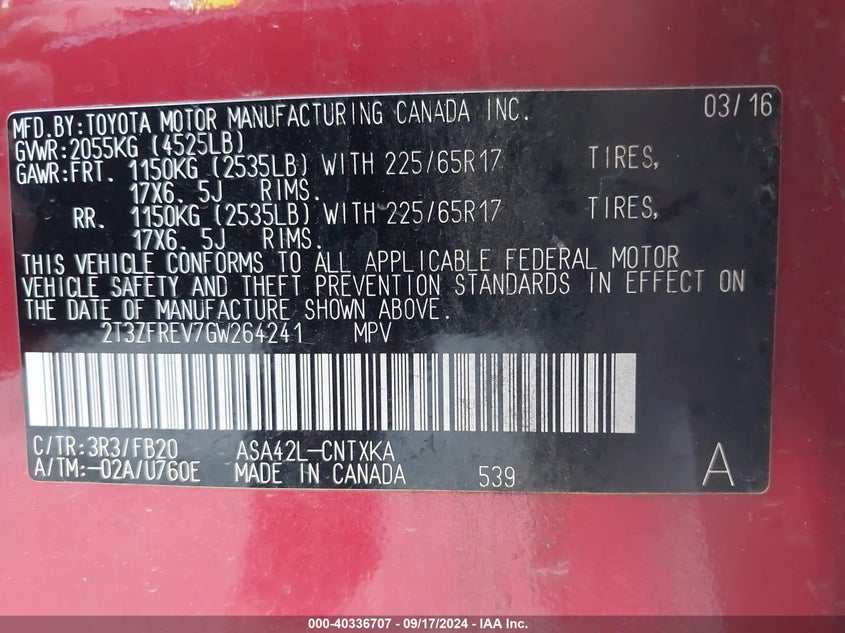 MFD.BY:TOYOTA MOTOR MANUFACTURING CANADA INC. 03/16
GVWR:2055KG (4525LB)
GAWR:FRT. 1150KG (2535LB) WITH 225/65R17 TIRES,
17X6.5J RIMS.
RR. 1150KG (2535LB) WITH 225/65R17 TIRES,
17X6.5J RIMS.
THIS VEHICLE CONFORMS TO ALL APPLICABLE FEDERAL MOTOR
VEHICLE SAFETY AND THEFT PREVENTION STANDARDS IN EFFECT ON
THE DATE OF MANUFACTURE SHOWN ABOVE.
2T3ZFREV7GW264241 MPV
C/TR:3R3/FB20 ASA42L-CNTXKA
A/TM:-02A/U760E MADE IN CANADA 539 A
000-40336707 - 09/17/2024 - IAA Inc.